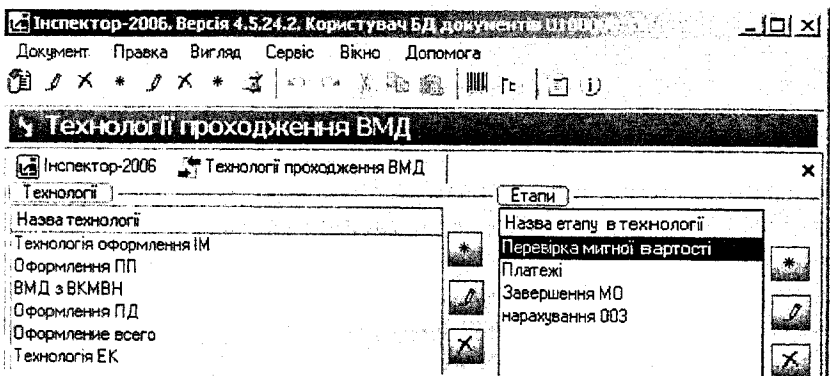 Інспектор-2006. Версія 4.5.24.2. Користувач БД документів
Документ Правка Вигляд Сервіс Вікно Допомога
Технології проходження ВМД
Інспектор-2006 Технології проходження ВМД
Технології
Назва технології
Технологія оформлення ІМ
Оформлення ПП
ВМД з ВКМВН
Оформлення ПД
Оформление всего
Технологія ЕК
Етапи
Назва етапу в технології
Перевірка митної вартості
Платежі
Завершення МО
нарахування 003